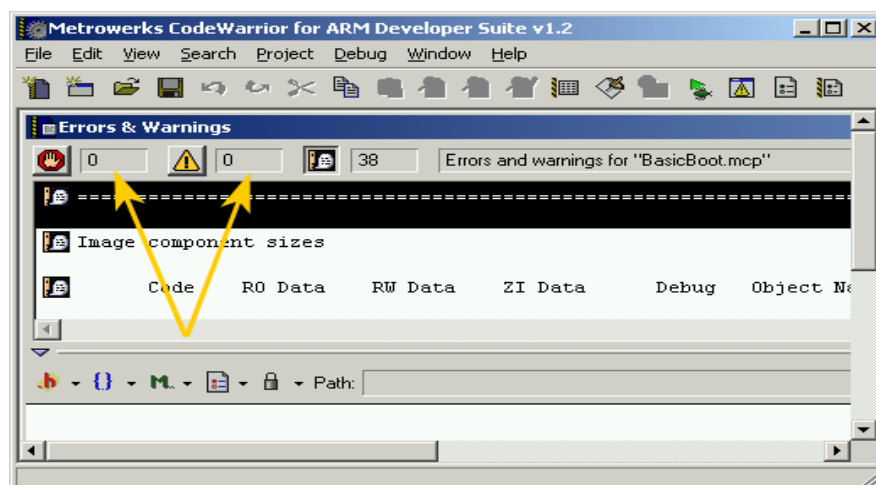 Metrowerks CodeWarrior for ARM Developer Suite v1.2
File Edit View Search Project Debug Window Help
Errors & Warnings
0 0 38 Errors and warnings for "BasicBoot.mcp"
================================================================
Image component sizes
Code RO Data RW Data ZI Data Debug Object
.h {} M. Path: